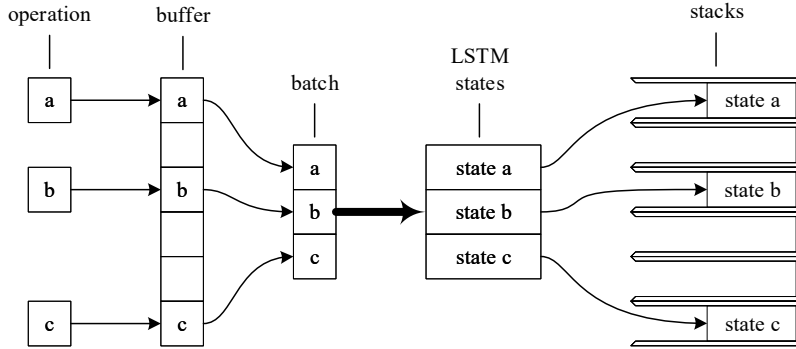 operation
buffer
batch
LSTM
states
stacks
a
a
a
state a
state a
b
b
b
state b
state b
c
c
c
state c
state c